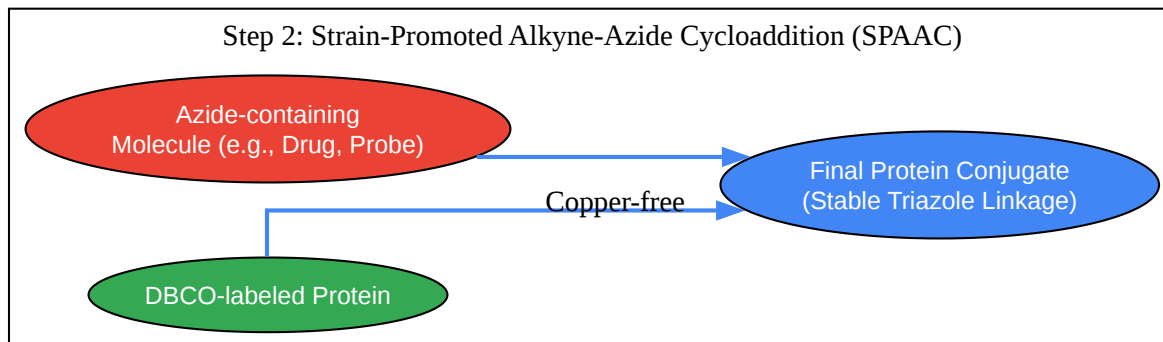 Step 2: Strain-Promoted Alkyne-Azide Cycloaddition (SPAAC)
Azide-containing
Molecule (e.g., Drug, Probe)
Final Protein Conjugate
(Stable Triazole Linkage)
Copper-free
DBCO-labeled Protein